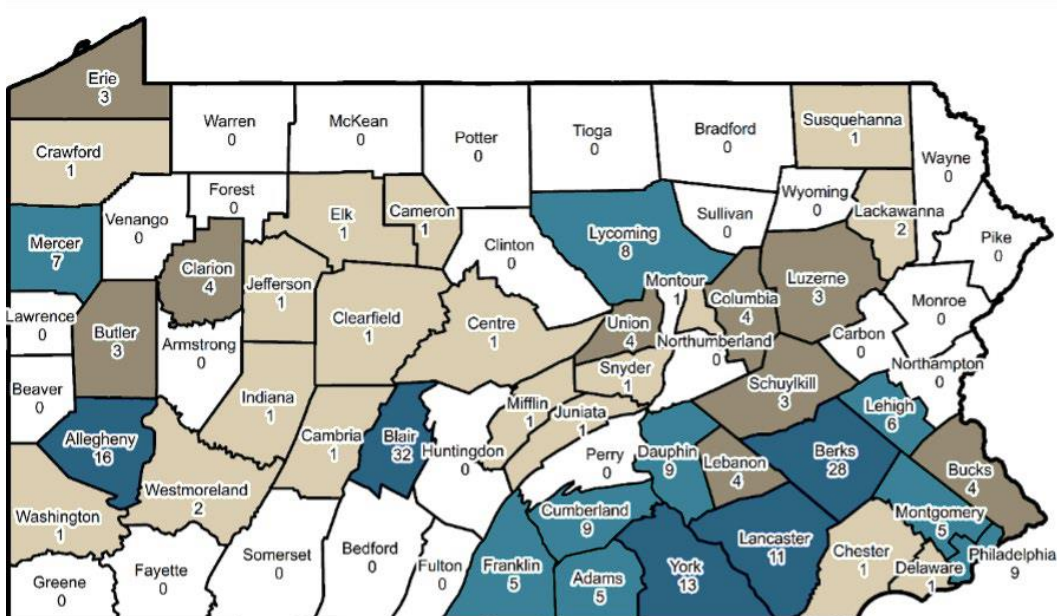 Erie
3
Crawford
1
Warren
0
McKean
0
Potter
0
Tioga
0
Bradford
0
Susquehanna
1
Wayne
0
Forest
0
Wyoming
0
Mercer
7
Venango
0
Clarion
4
Elk
1
Cameron
1
Clinton
0
Lycoming
8
Sullivan
0
Lackawanna
2
Pike
0
Lawrence
0
Butler
3
Armstrong
0
Jefferson
1
Clearfield
1
Centre
1
Union
4
Montour
1
Columbia
4
Luzerne
3
Monroe
0
Northumberland
0
Carbon
0
Northampton
0
Beaver
0
Snyder
1
Schuylkill
3
Indiana
1
Mifflin
1
Juniata
1
Lehigh
6
Allegheny
16
Cambria
1
Blair
32
Huntingdon
0
Perry
0
Dauphin
9
Lebanon
4
Berks
28
Bucks
4
Westmoreland
2
Washington
1
Cumberland
9
Montgomery
5
Greene
0
Fayette
0
Somerset
0
Bedford
0
Fulton
0
Franklin
5
Adams
5
York
13
Lancaster
11
Chester
1
Delaware
1
Philadelphia
9